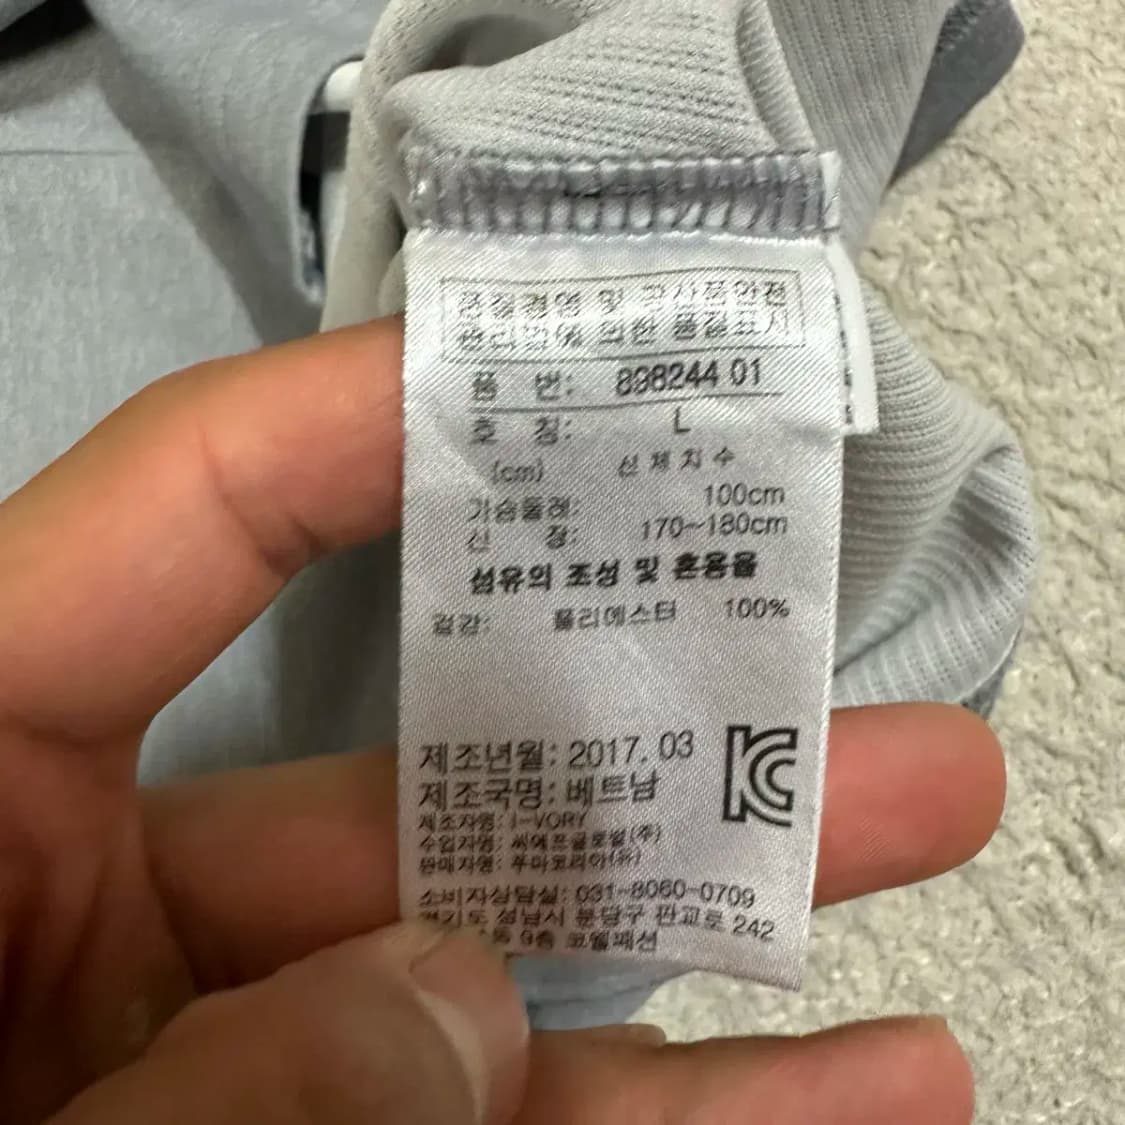 품질경영 및 공산품안전
관리법에 의한 품질표시
품 번: 898244 01
호 칭: L
(cm) 신체치수
가슴둘레: 100cm
신 장: 170~180cm
섬유의 조성 및 혼용율
겉감: 폴리에스터 100%
제조년월: 2017. 03
제조국명: 베트남
제조자명: I-VORY
수입자명: 씨에프글로벌(주)
판매자명: 푸마코리아(유)
소비자상담실: 031-8060-0709
경기도 성남시 분당구 판교로 242
9층 코웰패션